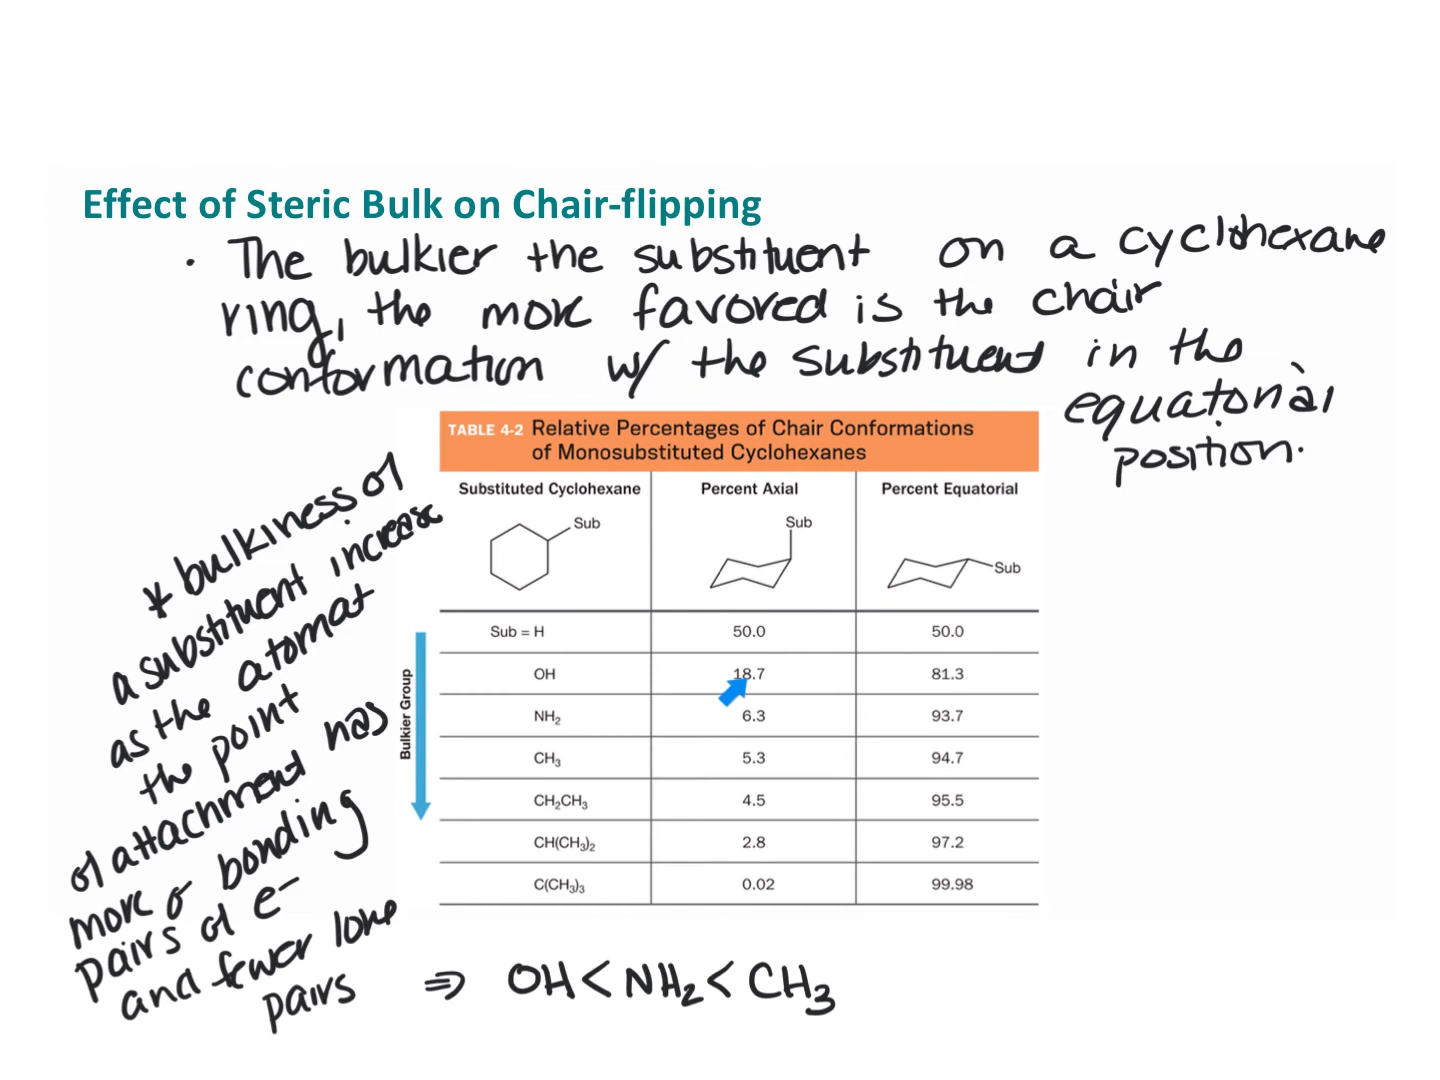 Effect of Steric Bulk on Chair-flipping
· The bulkier the substituent on a cyclohexane
ring, the more favored is the chair
conformation w/ the substituent in the
equatorial
position.
* bulkiness of
a substituent increase
as the atom at
the point
of attachment has
more σ bonding
pairs of e⁻
and fewer lone
pairs
TABLE 4-2 Relative Percentages of Chair Conformations
of Monosubstituted Cyclohexanes
Substituted Cyclohexane Percent Axial Percent Equatorial
Sub Sub Sub
Bulkier Group
Sub = H 50.0 50.0
OH 18.7 81.3
NH₂ 6.3 93.7
CH₃ 5.3 94.7
CH₂CH₃ 4.5 95.5
CH(CH₃)₂ 2.8 97.2
C(CH₃)₃ 0.02 99.98
⇒ OH < NH₂ < CH₃